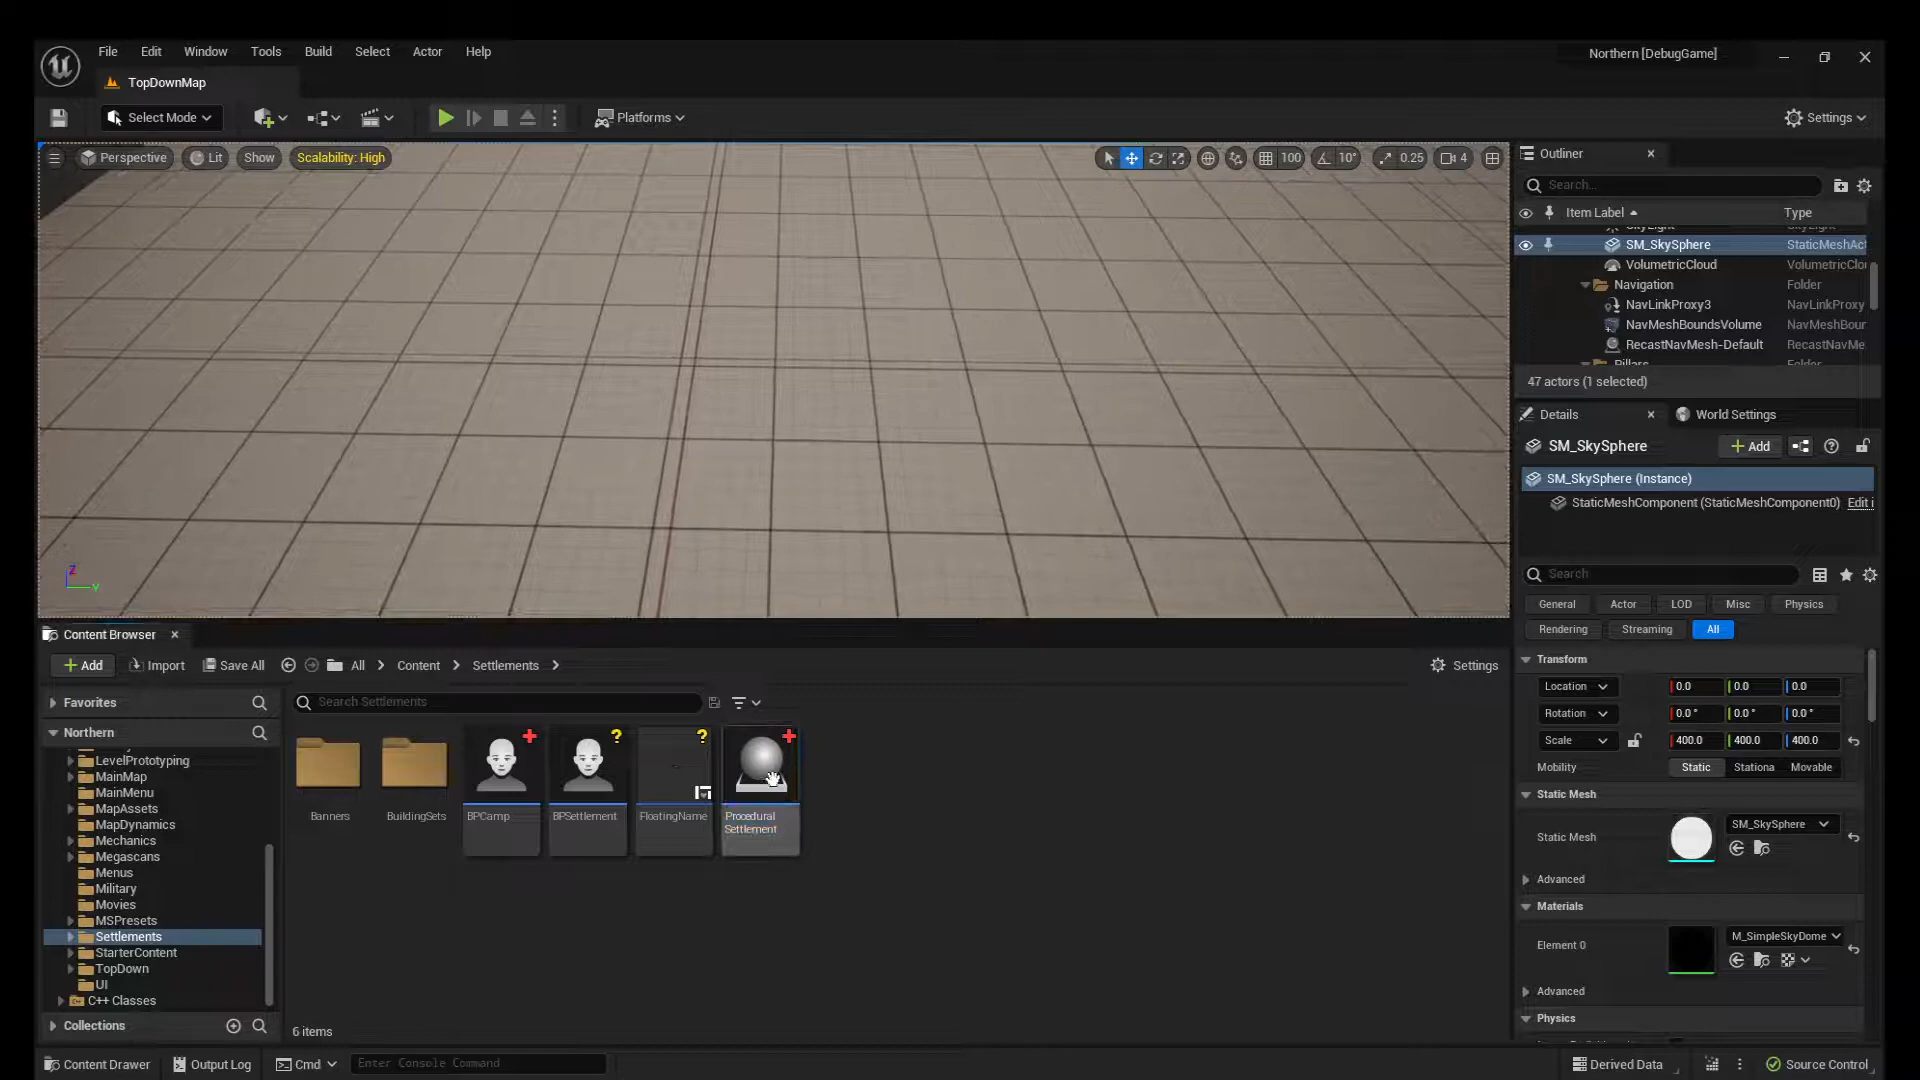 File Edit Window Tools Build Select Actor Help
Northern [DebugGame]
TopDownMap
Select Mode
Platforms
Settings
Perspective Lit Show Scalability: High
100 10° 0.25 4
Outliner
Search...
Item Label Type
SM_SkySphere StaticMeshAct
VolumetricCloud VolumetricClou
Navigation Folder
NavLinkProxy3 NavLinkProxy
NavMeshBoundsVolume NavMeshBoun
RecastNavMesh-Default RecastNavMe
Pillars Folder
47 actors (1 selected)
Details World Settings
SM_SkySphere Add
SM_SkySphere (Instance)
StaticMeshComponent (StaticMeshComponent0) Edit i
Search
General Actor LOD Misc Physics
Rendering Streaming All
Transform
Location 0.0 0.0 0.0
Rotation 0.0 ° 0.0 ° 0.0 °
Scale 400.0 400.0 400.0
Mobility Static Stationa Movable
Static Mesh
Static Mesh SM_SkySphere
Advanced
Materials
Element 0 M_SimpleSkyDome
Advanced
Physics
Z
Y
Content Browser
Add Import Save All All Content Settlements Settings
Favorites
Search Settlements
Northern
LevelPrototyping
MainMap
MainMenu
MapAssets
MapDynamics
Mechanics
Megascans
Menus
Military
Movies
MSPresets
Settlements
StarterContent
TopDown
UI
C++ Classes
Collections
Banners
BuildingSets
BPCamp
BPSettlement
FloatingName
Procedural
Settlement
6 items
Content Drawer Output Log Cmd Enter Console Command Derived Data Source Control